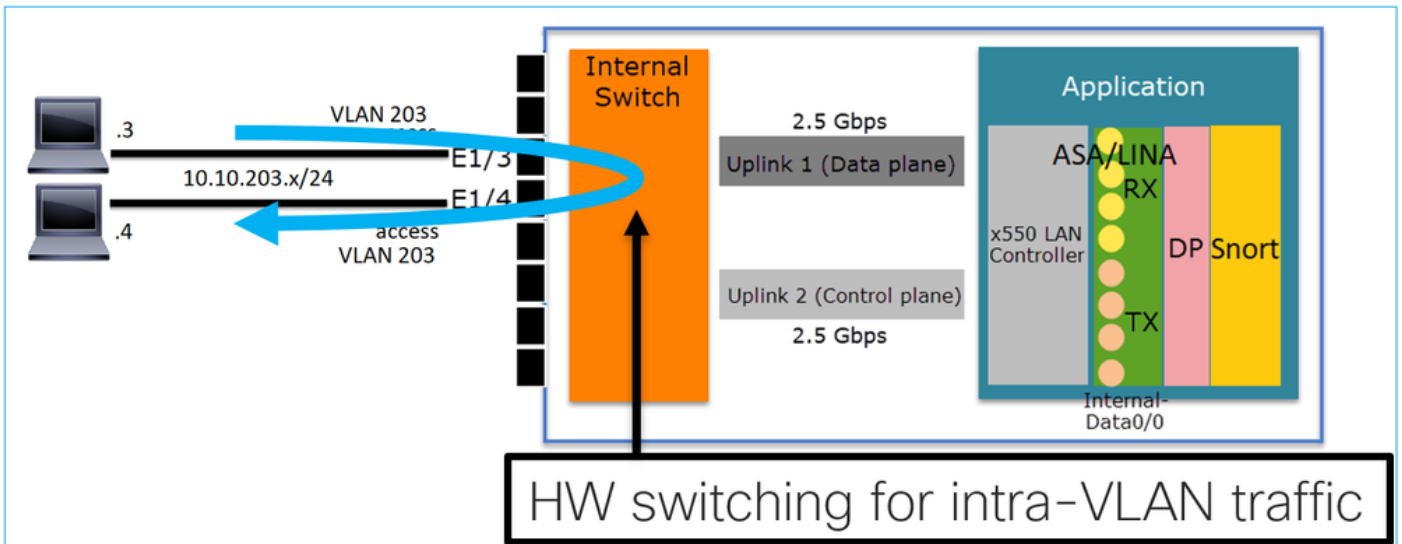 Internal
Switch
Application
.3
VLAN 203
access
E1/3
10.10.203.x/24
E1/4
.4
access
VLAN 203
2.5 Gbps
Uplink 1 (Data plane)
Uplink 2 (Control plane)
2.5 Gbps
x550 LAN
Controller
ASA/LINA
RX
TX
DP
Snort
Internal-
Data0/0
HW switching for intra-VLAN traffic